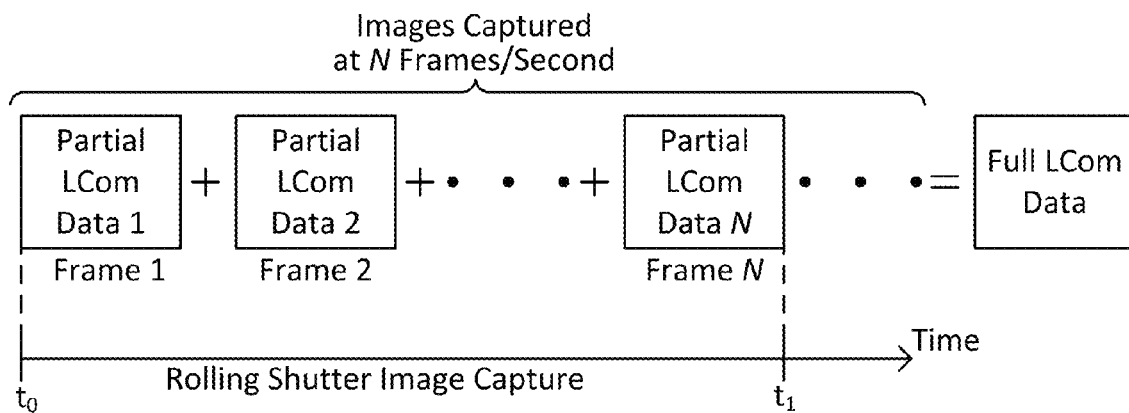 Images Captured
at N Frames/Second
Partial
LCom
Data 1
+
Partial
LCom
Data 2
+ • • • +
Partial
LCom
Data N
• • • =
Full LCom
Data
Frame 1
Frame 2
Frame N
Time
Rolling Shutter Image Capture
t₀
t₁